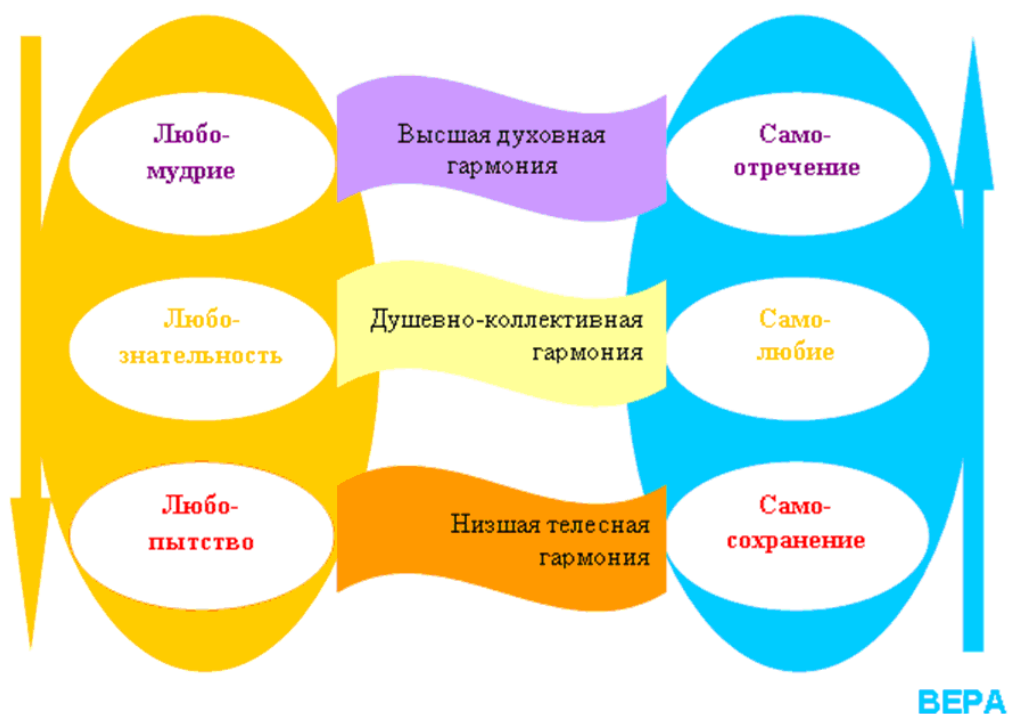 Любо-
мудрие
Высшая духовная
гармония
Само-
отречение
Любо-
знательность
Душевно-коллективная
гармония
Само-
любие
Любо-
пытство
Низшая телесная
гармония
Само-
сохранение
ВЕРА